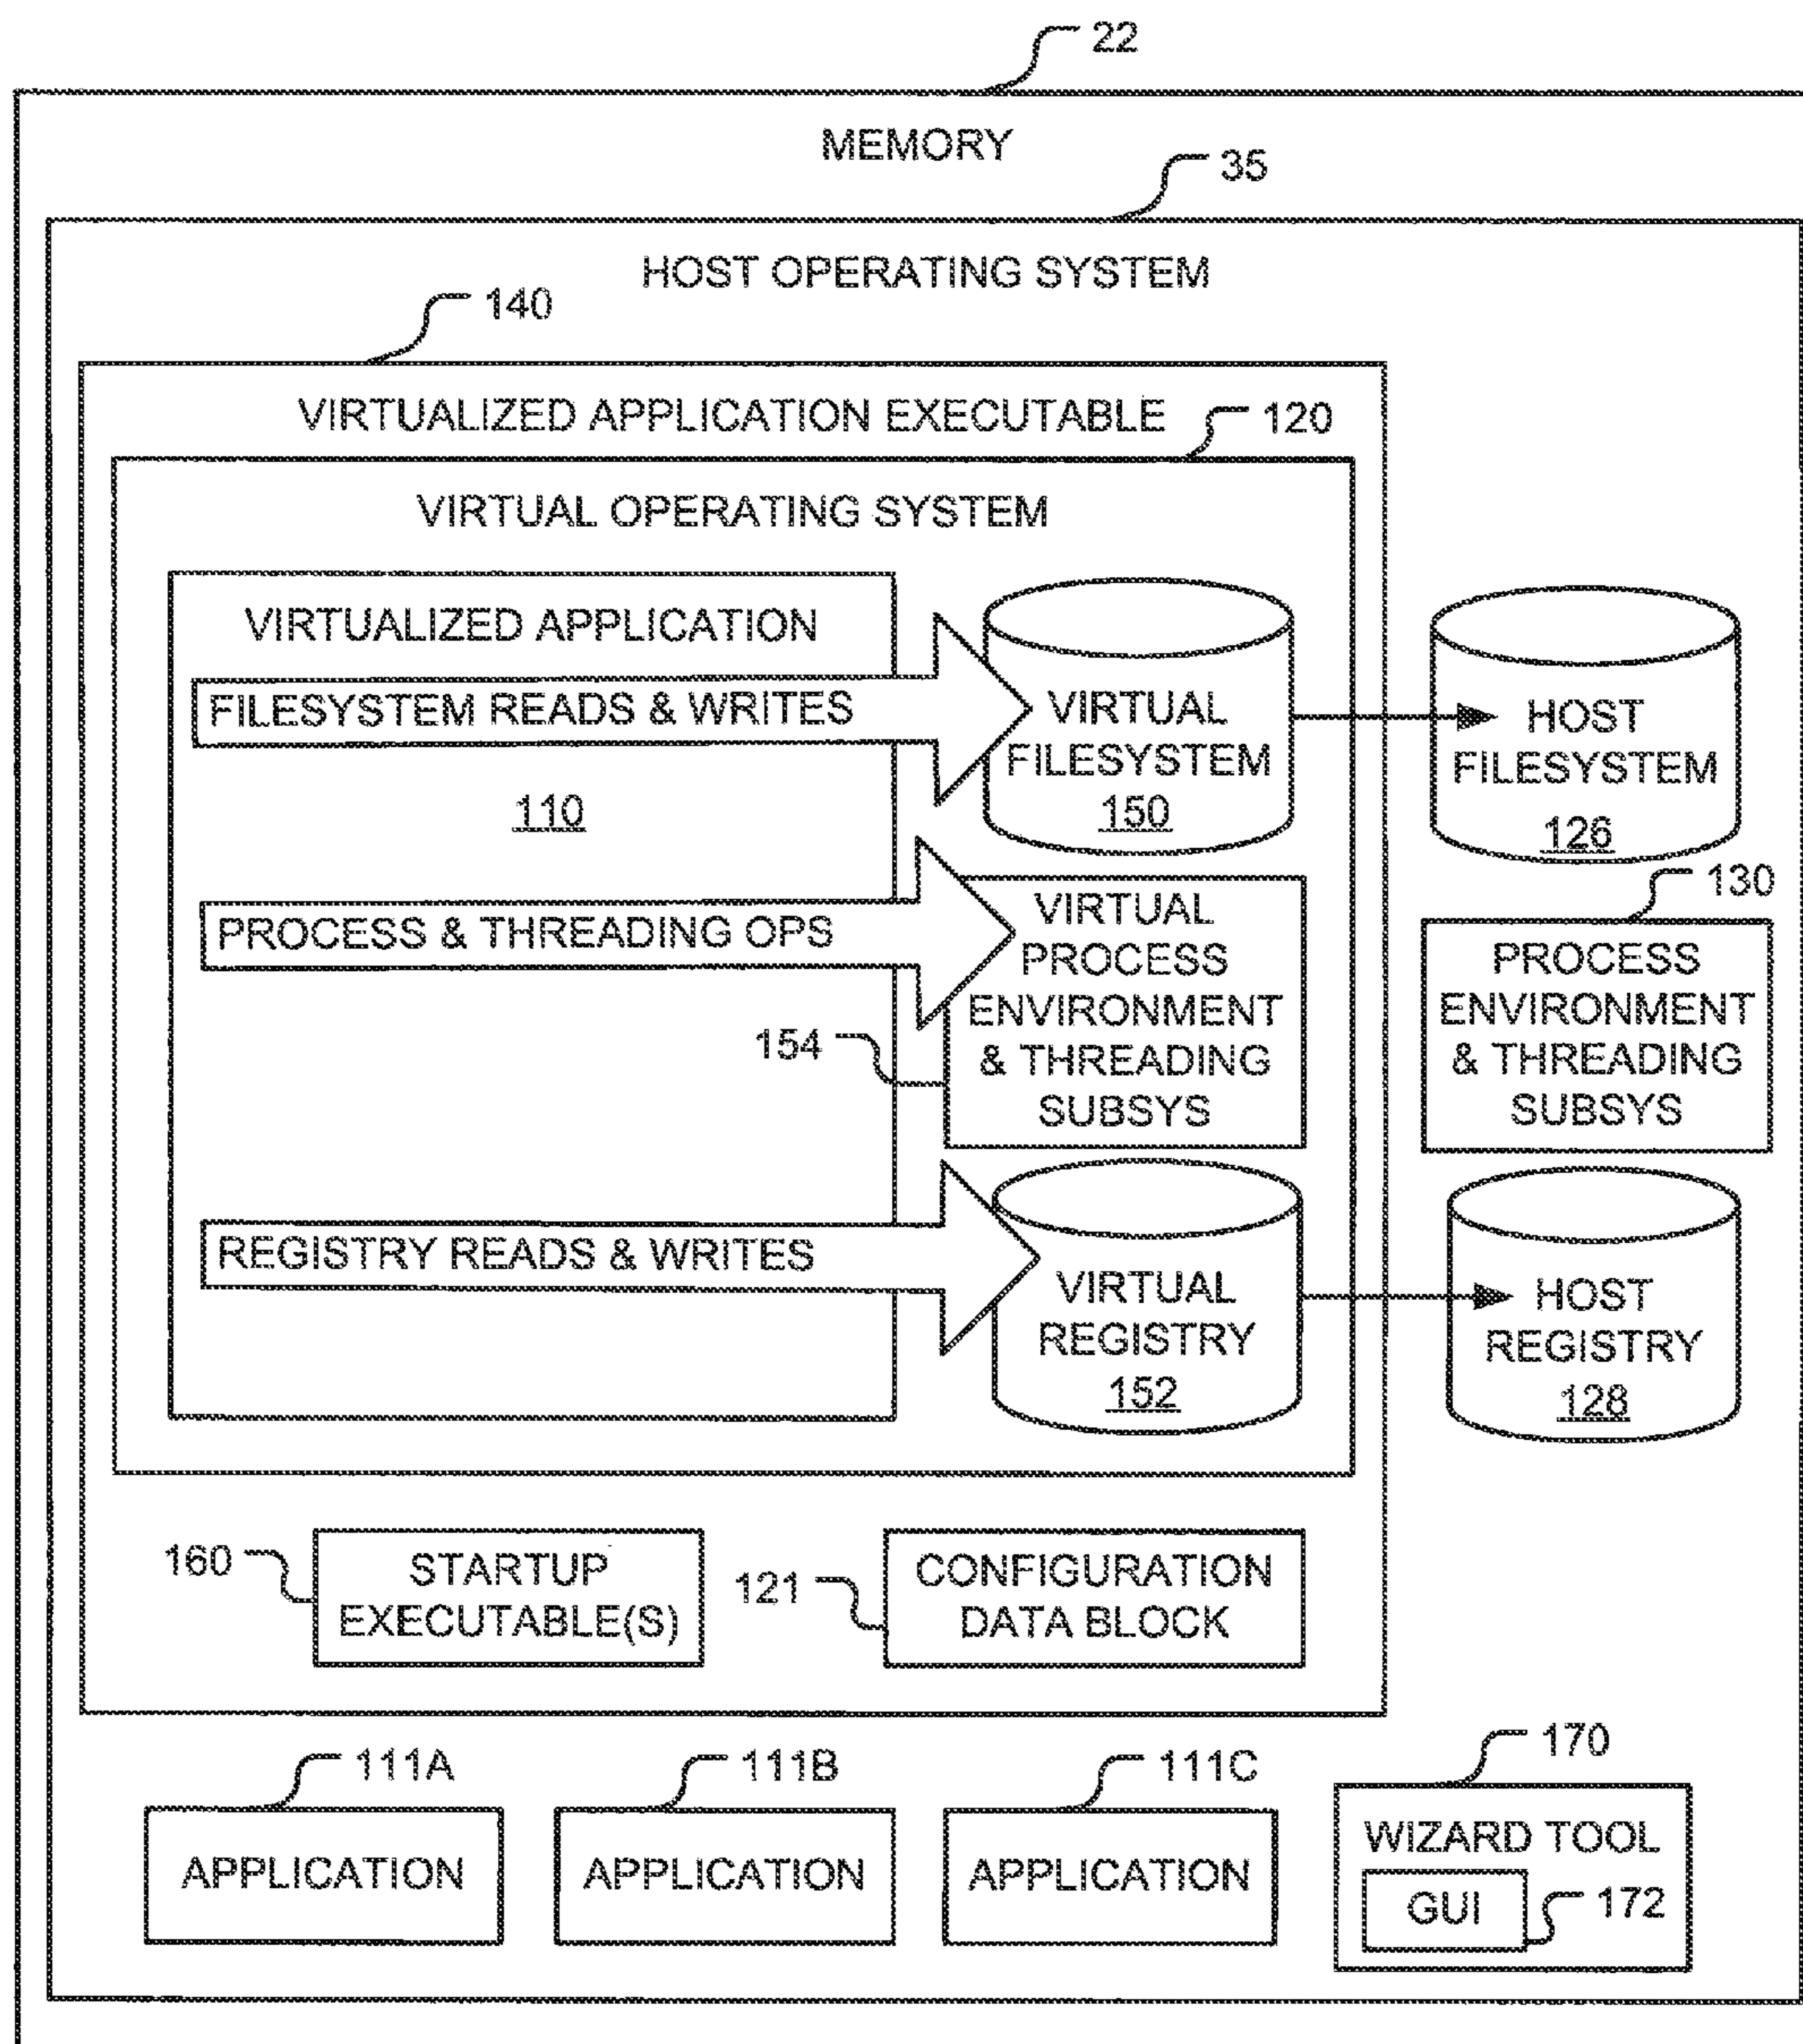 22
MEMORY
35
HOST OPERATING SYSTEM
140
VIRTUALIZED APPLICATION EXECUTABLE
120
VIRTUAL OPERATING SYSTEM
VIRTUALIZED APPLICATION
FILESYSTEM READS & WRITES
110
VIRTUAL
FILESYSTEM
150
HOST
FILESYSTEM
126
PROCESS & THREADING OPS
154
VIRTUAL
PROCESS
ENVIRONMENT
& THREADING
SUBSYS
130
PROCESS
ENVIRONMENT
& THREADING
SUBSYS
REGISTRY READS & WRITES
VIRTUAL
REGISTRY
152
HOST
REGISTRY
128
160
STARTUP
EXECUTABLE(S)
121
CONFIGURATION
DATA BLOCK
111A
APPLICATION
111B
APPLICATION
111C
APPLICATION
170
WIZARD TOOL
GUI
172